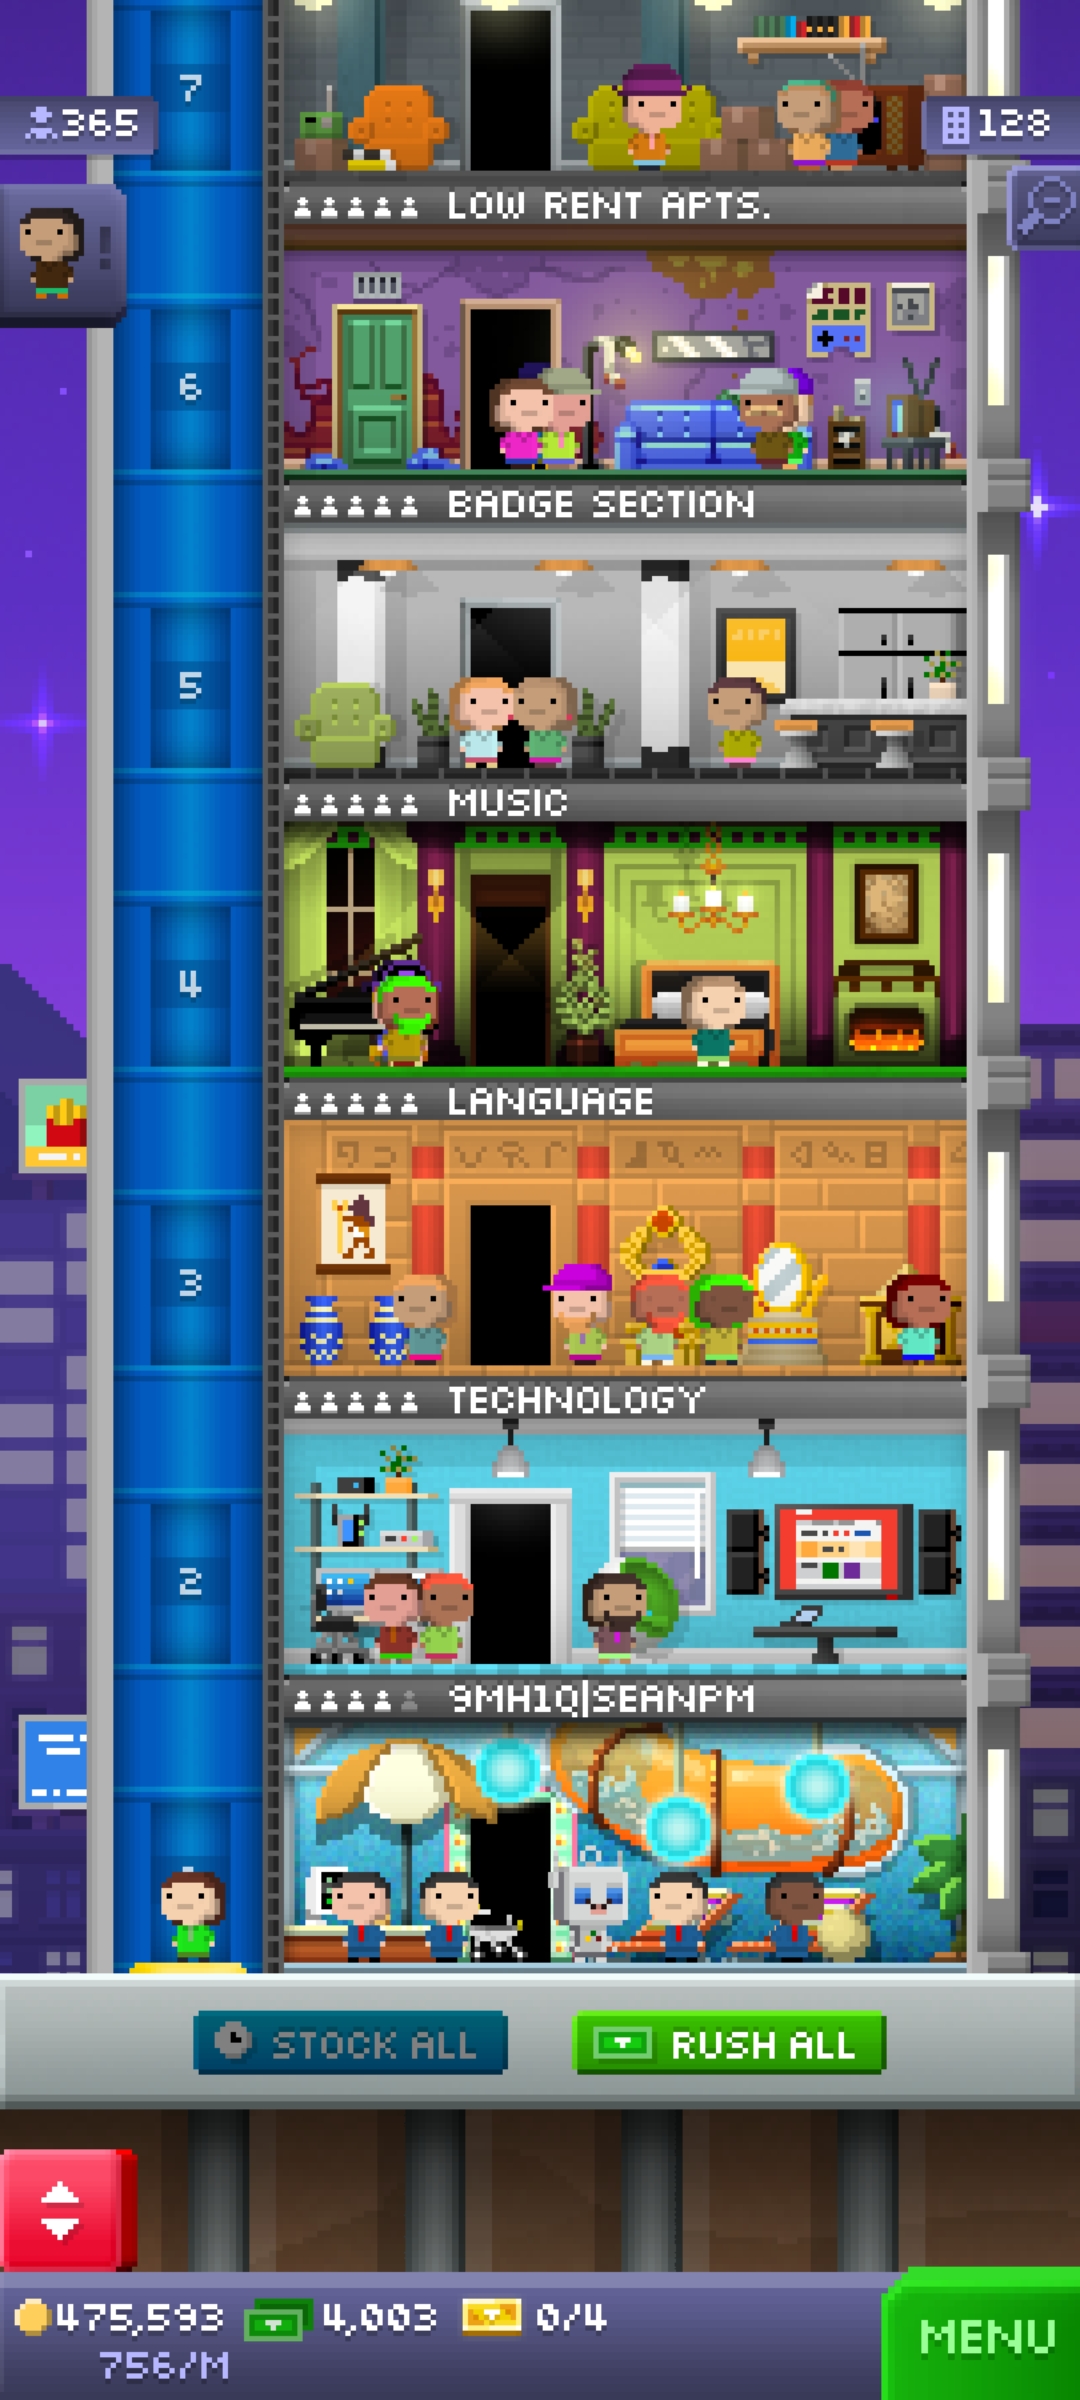 7
365
128
LOW RENT APTS.
6
BADGE SECTION
5
MUSIC
4
LANGUAGE
3
TECHNOLOGY
2
9MH1Q|SEANPM
STOCK ALL
RUSH ALL
475,593 4,003 0/4
756/M
MENU